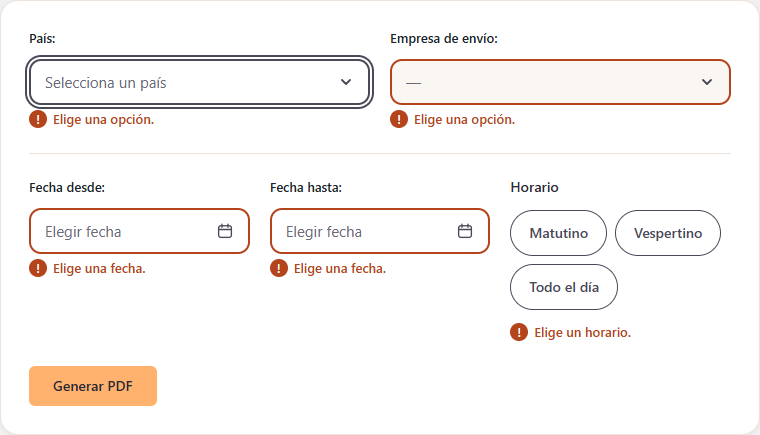 País:
Empresa de envío:
Selecciona un país
—
! Elige una opción.
! Elige una opción.
Fecha desde:
Fecha hasta:
Horario
Elegir fecha
Elegir fecha
Matutino
Vespertino
! Elige una fecha.
! Elige una fecha.
Todo el día
! Elige un horario.
Generar PDF